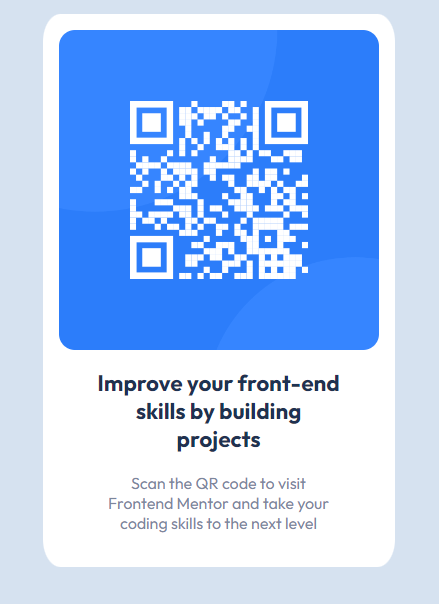 Improve your front-end
skills by building
projects
Scan the QR code to visit
Frontend Mentor and take your
coding skills to the next level